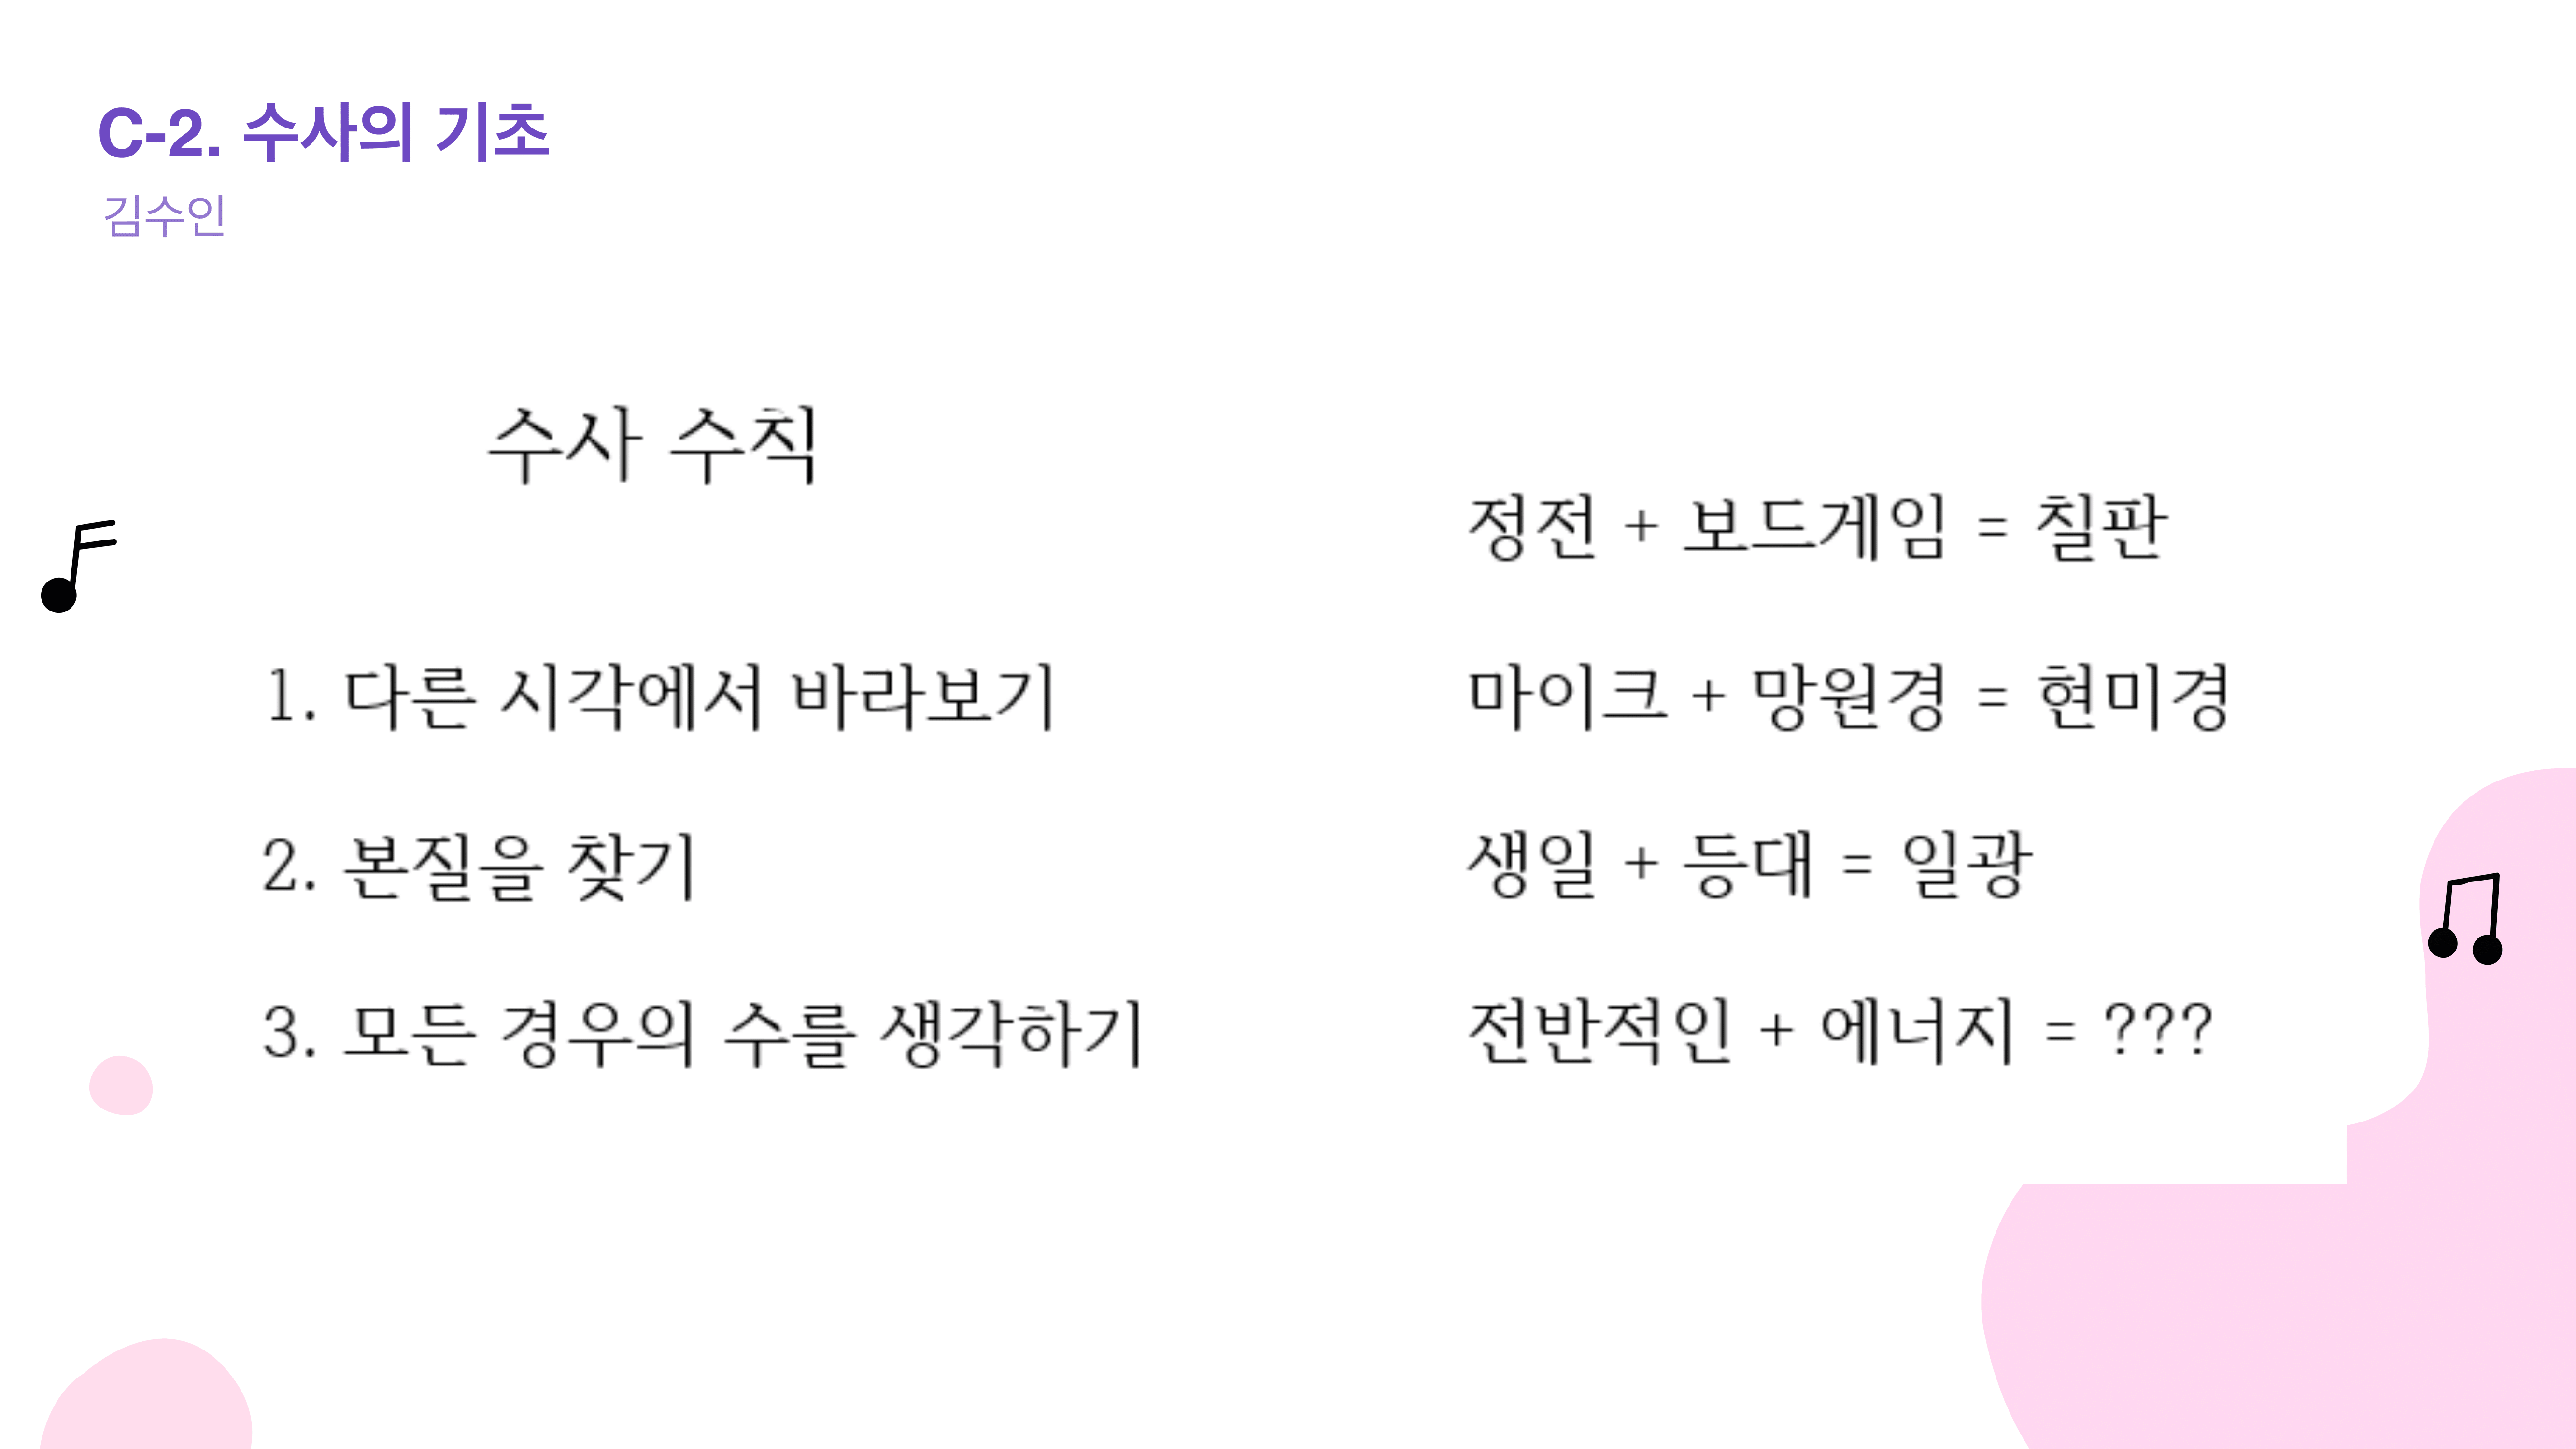 C-2. 수사의 기초
김수인
수사 수칙
1. 다른 시각에서 바라보기
2. 본질을 찾기
3. 모든 경우의 수를 생각하기
정전 + 보드게임 = 칠판
마이크 + 망원경 = 현미경
생일 + 등대 = 일광
전반적인 + 에너지 = ???